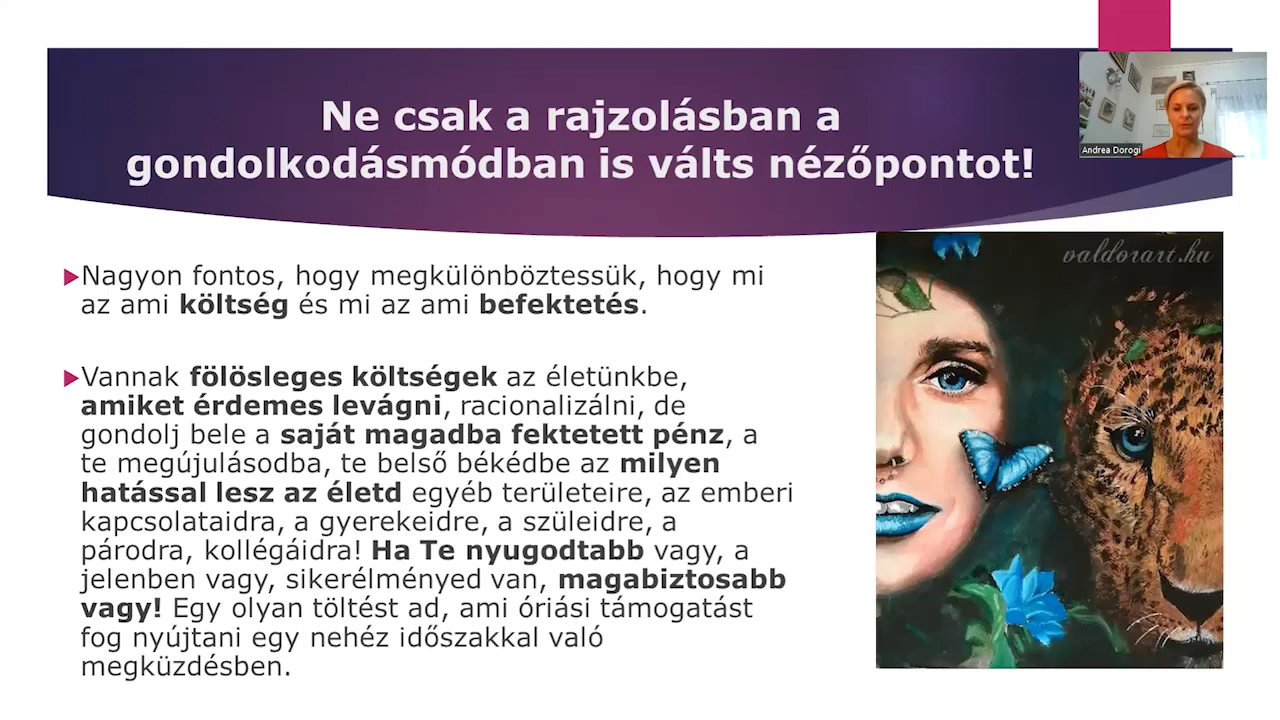 Ne csak a rajzolásban a
gondolkodásmódban is válts nézőpontot!
Andrea Dorogi
valdorart.hu
Nagyon fontos, hogy megkülönböztessük, hogy mi
az ami költség és mi az ami befektetés.
Vannak fölösleges költségek az életünkbe,
amiket érdemes levágni, racionalizálni, de
gondolj bele a saját magadba fektetett pénz, a
te megújulásodba, te belső békédbe az milyen
hatással lesz az életd egyéb területeire, az emberi
kapcsolataidra, a gyerekeidre, a szüleidre, a
párodra, kollégáidra! Ha Te nyugodtabb vagy, a
jelenben vagy, sikerélményed van, magabiztosabb
vagy! Egy olyan töltést ad, ami óriási támogatást
fog nyújtani egy nehéz időszakkal való
megküzdésben.